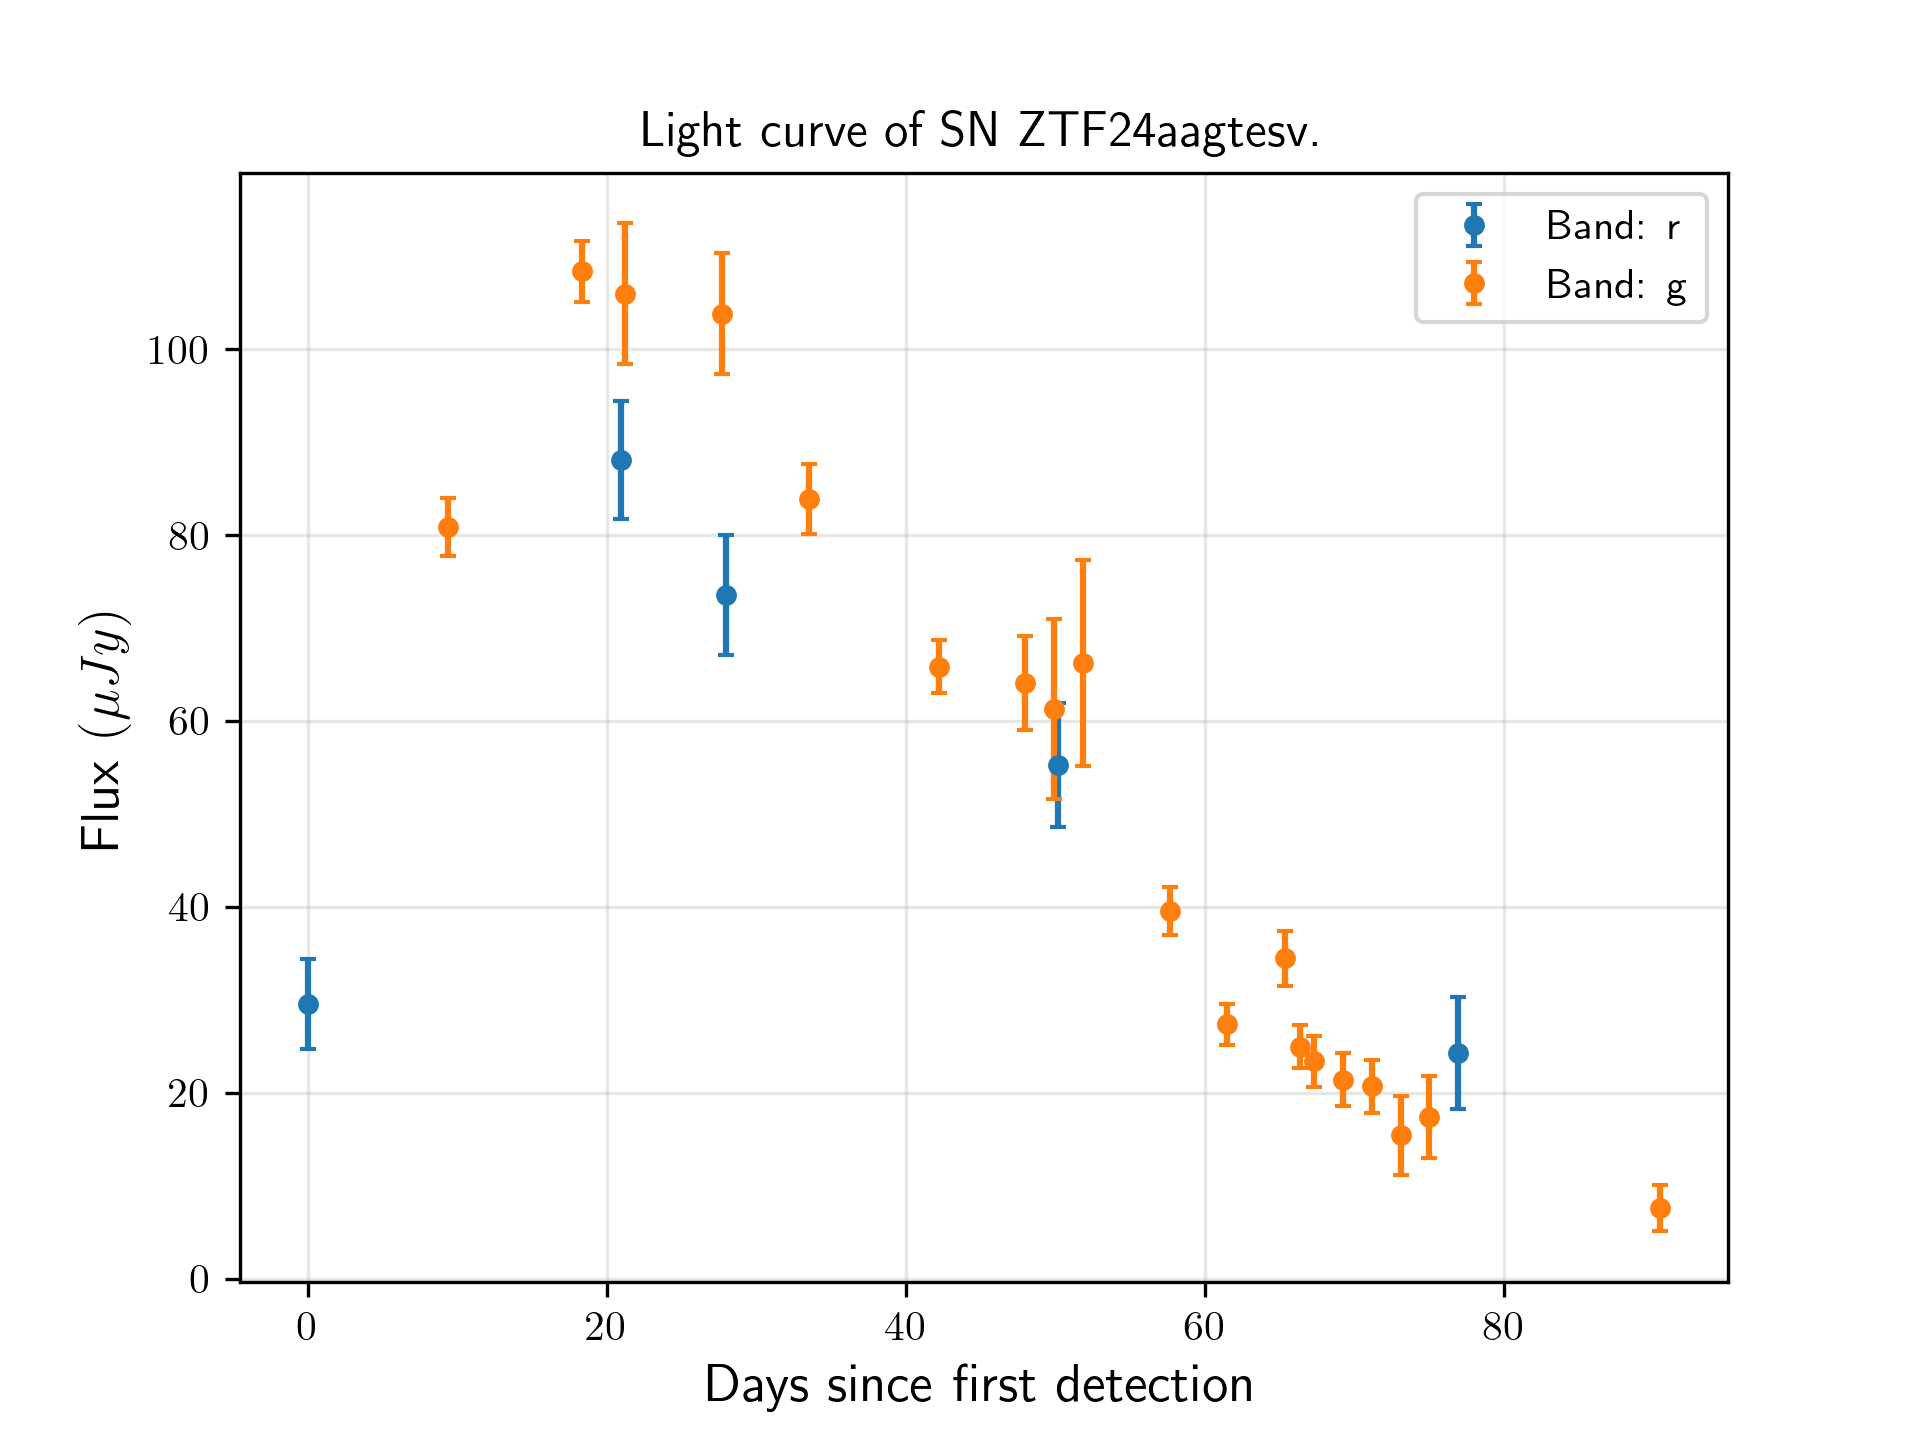 Light curve of SN ZTF24aagtesv.
Band: r
Band: g
100
80
60
40
20
0
Flux (μJy)
0 20 40 60 80
Days since first detection